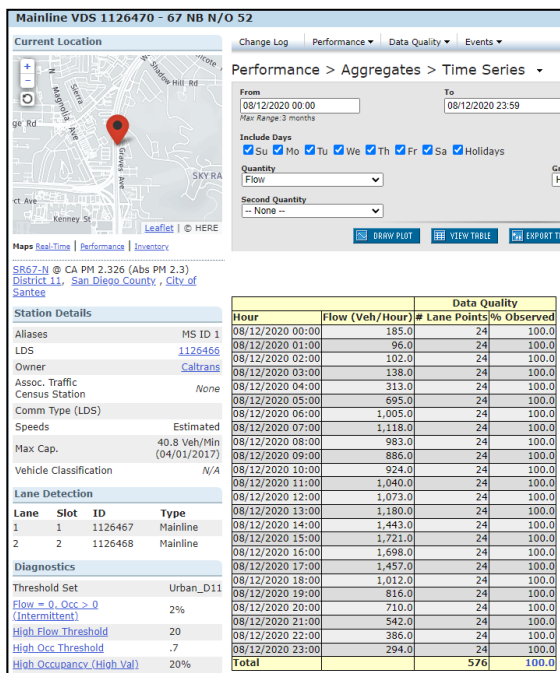 Mainline VDS 1126470 - 67 NB N/O 52
Current Location
Change Log Performance Data Quality Events
Performance > Aggregates > Time Series
From To
08/12/2020 00:00 08/12/2020 23:59
Max Range: 3 months
Include Days
Su Mo Tu We Th Fr Sa Holidays
Quantity
Flow
Second Quantity
-- None --
DRAW PLOT VIEW TABLE
+
-
Sierra
Magnolia Ave
Shadow Hill Rd
Graves Ave
SKY RA
ct Ave
Kenney St
Leaflet | © HERE
Maps Real-Time | Performance | Inventory
SR67-N @ CA PM 2.326 (Abs PM 2.3)
District 11, San Diego County , City of
Santee
Station Details
Aliases MS ID 1
LDS 1126466
Owner Caltrans
Assoc. Traffic
Census Station None
Comm Type (LDS)
Speeds Estimated
Max Cap. 40.8 Veh/Min
(04/01/2017)
Vehicle Classification N/A
Lane Detection
Lane Slot ID Type
1 1 1126467 Mainline
2 2 1126468 Mainline
Diagnostics
Threshold Set Urban_D11
Flow = 0, Occ > 0
(Intermittent) 2%
High Flow Threshold 20
High Occ Threshold .7
High Occupancy (High Val) 20%
Data Quality
Hour Flow (Veh/Hour) # Lane Points % Observed
08/12/2020 00:00 185.0 24 100.0
08/12/2020 01:00 96.0 24 100.0
08/12/2020 02:00 102.0 24 100.0
08/12/2020 03:00 138.0 24 100.0
08/12/2020 04:00 313.0 24 100.0
08/12/2020 05:00 695.0 24 100.0
08/12/2020 06:00 1,005.0 24 100.0
08/12/2020 07:00 1,118.0 24 100.0
08/12/2020 08:00 983.0 24 100.0
08/12/2020 09:00 886.0 24 100.0
08/12/2020 10:00 924.0 24 100.0
08/12/2020 11:00 1,040.0 24 100.0
08/12/2020 12:00 1,073.0 24 100.0
08/12/2020 13:00 1,180.0 24 100.0
08/12/2020 14:00 1,443.0 24 100.0
08/12/2020 15:00 1,721.0 24 100.0
08/12/2020 16:00 1,698.0 24 100.0
08/12/2020 17:00 1,457.0 24 100.0
08/12/2020 18:00 1,012.0 24 100.0
08/12/2020 19:00 816.0 24 100.0
08/12/2020 20:00 710.0 24 100.0
08/12/2020 21:00 542.0 24 100.0
08/12/2020 22:00 386.0 24 100.0
08/12/2020 23:00 294.0 24 100.0
Total 576 100.0